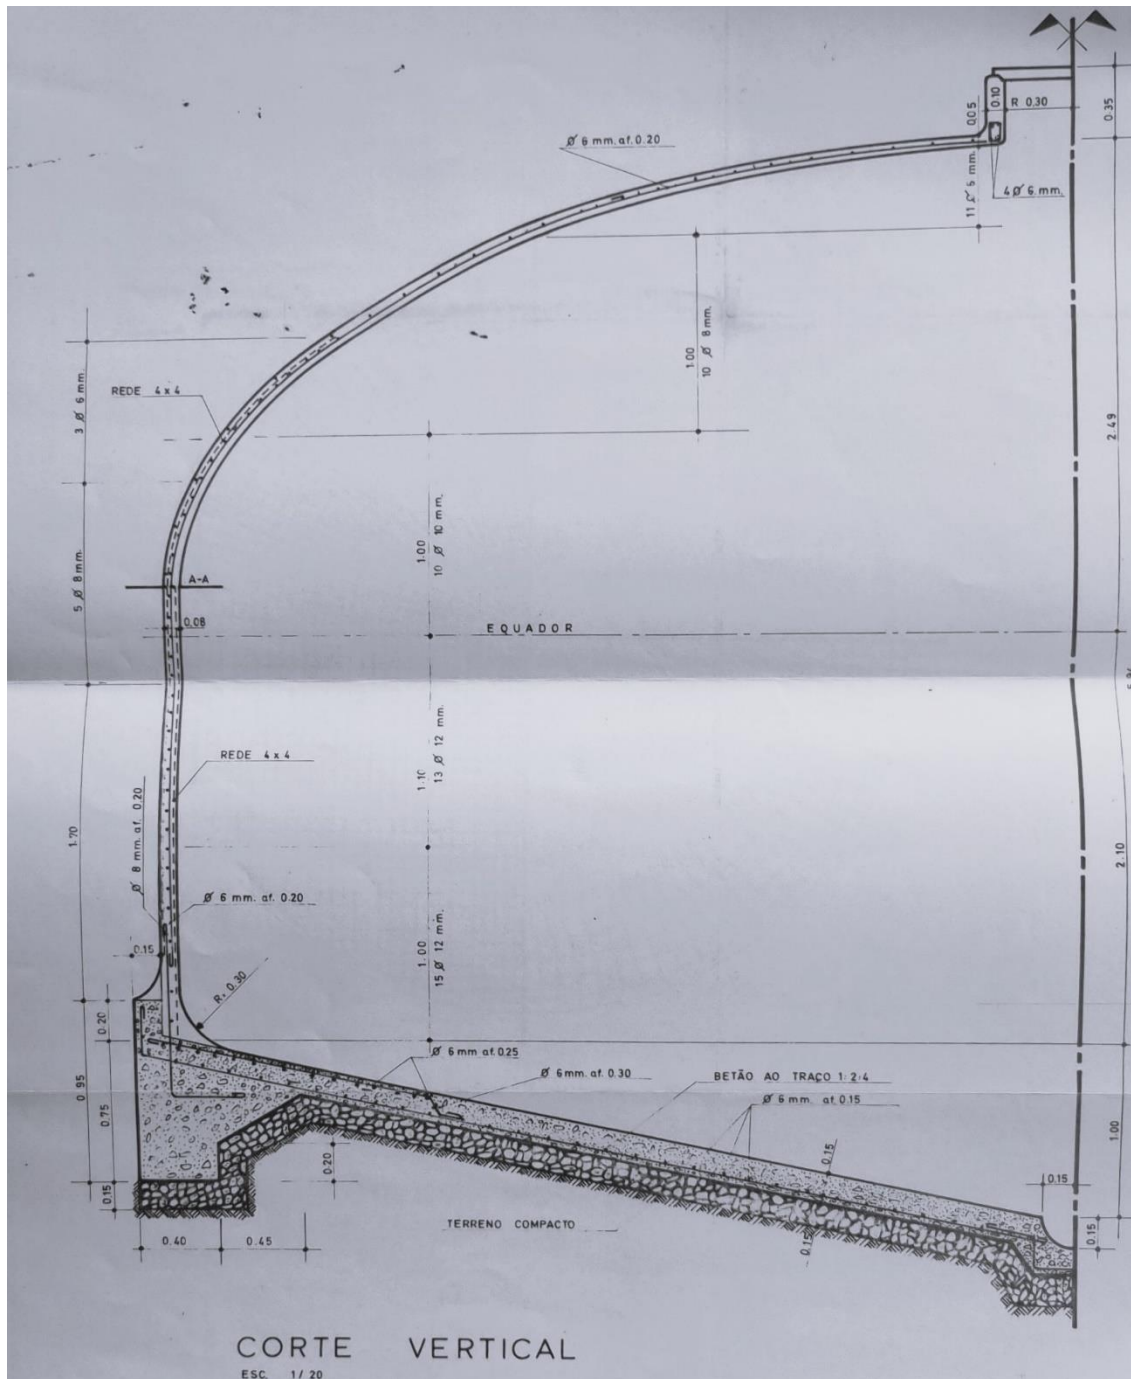 0.05
0.10
R 0.30
0.35
Ø 6 mm. af. 0.20
4 Ø 6 mm.
11 Ø 6 mm.
1.00
10 Ø 8 mm.
3 Ø 6 mm.
REDE 4 x 4
2.49
1.00
10 Ø 10 mm.
5 Ø 8 mm.
A-A
0.08
EQUADOR
1.10
13 Ø 12 mm.
REDE 4 x 4
Ø 8 mm. af. 0.20
1.70
2.10
Ø 6 mm. af. 0.20
0.15
1.00
15 Ø 12 mm.
R. 0.30
0.20
Ø 6 mm af. 0.25
Ø 6 mm. af. 0.30
BETÃO AO TRAÇO 1:2:4
Ø 6 mm. af 0.15
0.95
0.75
1.00
0.20
0.15
0.15
0.15
0.15
0.15
TERRENO COMPACTO
0.40
0.45
CORTE VERTICAL
ESC. 1/20